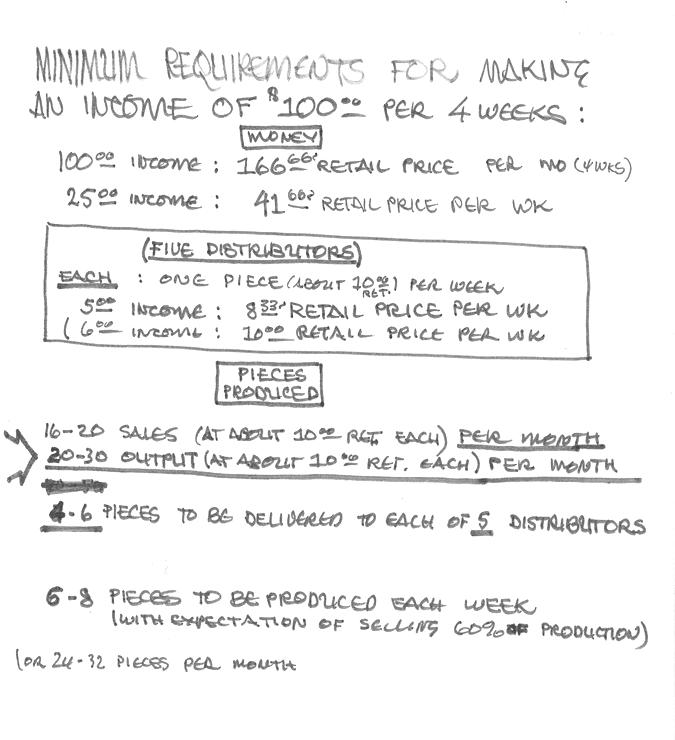 MINIMUM REQUIREMENTS FOR MAKING
AN INCOME OF $100.00 PER 4 WEEKS:
MONEY
100.00 INCOME: 166.66 RETAIL PRICE PER MO (4 WKS)
25.00 INCOME: 41.66 RETAIL PRICE PER WK
(FIVE DISTRIBUTORS)
EACH: ONE PIECE (ABOUT 10.00 RET.) PER WEEK
5.00 INCOME: 8.33 RETAIL PRICE PER WK
(6.00 INCOME: 10.00 RETAIL PRICE PER WK
PIECES
PRODUCED
16-20 SALES (AT ABOUT 10.00 RET. EACH) PER MONTH
20-30 OUTPUT (AT ABOUT 10.00 RET. EACH) PER MONTH
4-6 PIECES TO BE DELIVERED TO EACH OF 5 DISTRIBUTORS
6-8 PIECES TO BE PRODUCED EACH WEEK
(WITH EXPECTATION OF SELLING 60% OF PRODUCTION)
(OR 24-32 PIECES PER MONTH